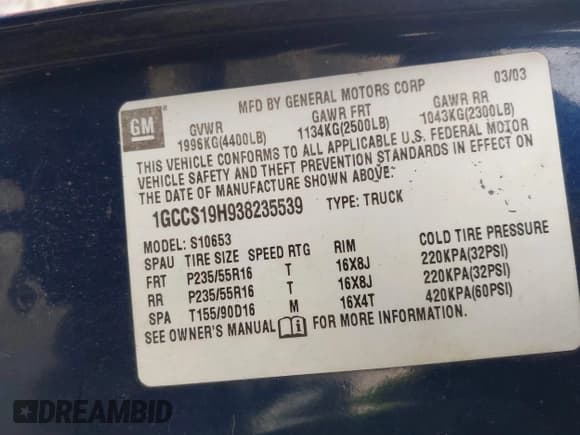 MFD BY GENERAL MOTORS CORP 03/03
GM ®
GVWR GAWR FRT GAWR RR
1996KG(4400LB) 1134KG(2500LB) 1043KG(2300LB)
THIS VEHICLE CONFORMS TO ALL APPLICABLE U.S. FEDERAL MOTOR
VEHICLE SAFETY AND THEFT PREVENTION STANDARDS IN EFFECT ON
THE DATE OF MANUFACTURE SHOWN ABOVE.
1GCCS19H938235539 TYPE: TRUCK
MODEL: S10653
SPAU TIRE SIZE SPEED RTG RIM COLD TIRE PRESSURE
FRT P235/55R16 T 16X8J 220KPA(32PSI)
RR P235/55R16 T 16X8J 220KPA(32PSI)
SPA T155/90D16 M 16X4T 420KPA(60PSI)
SEE OWNER'S MANUAL i FOR MORE INFORMATION.
DREAMBID